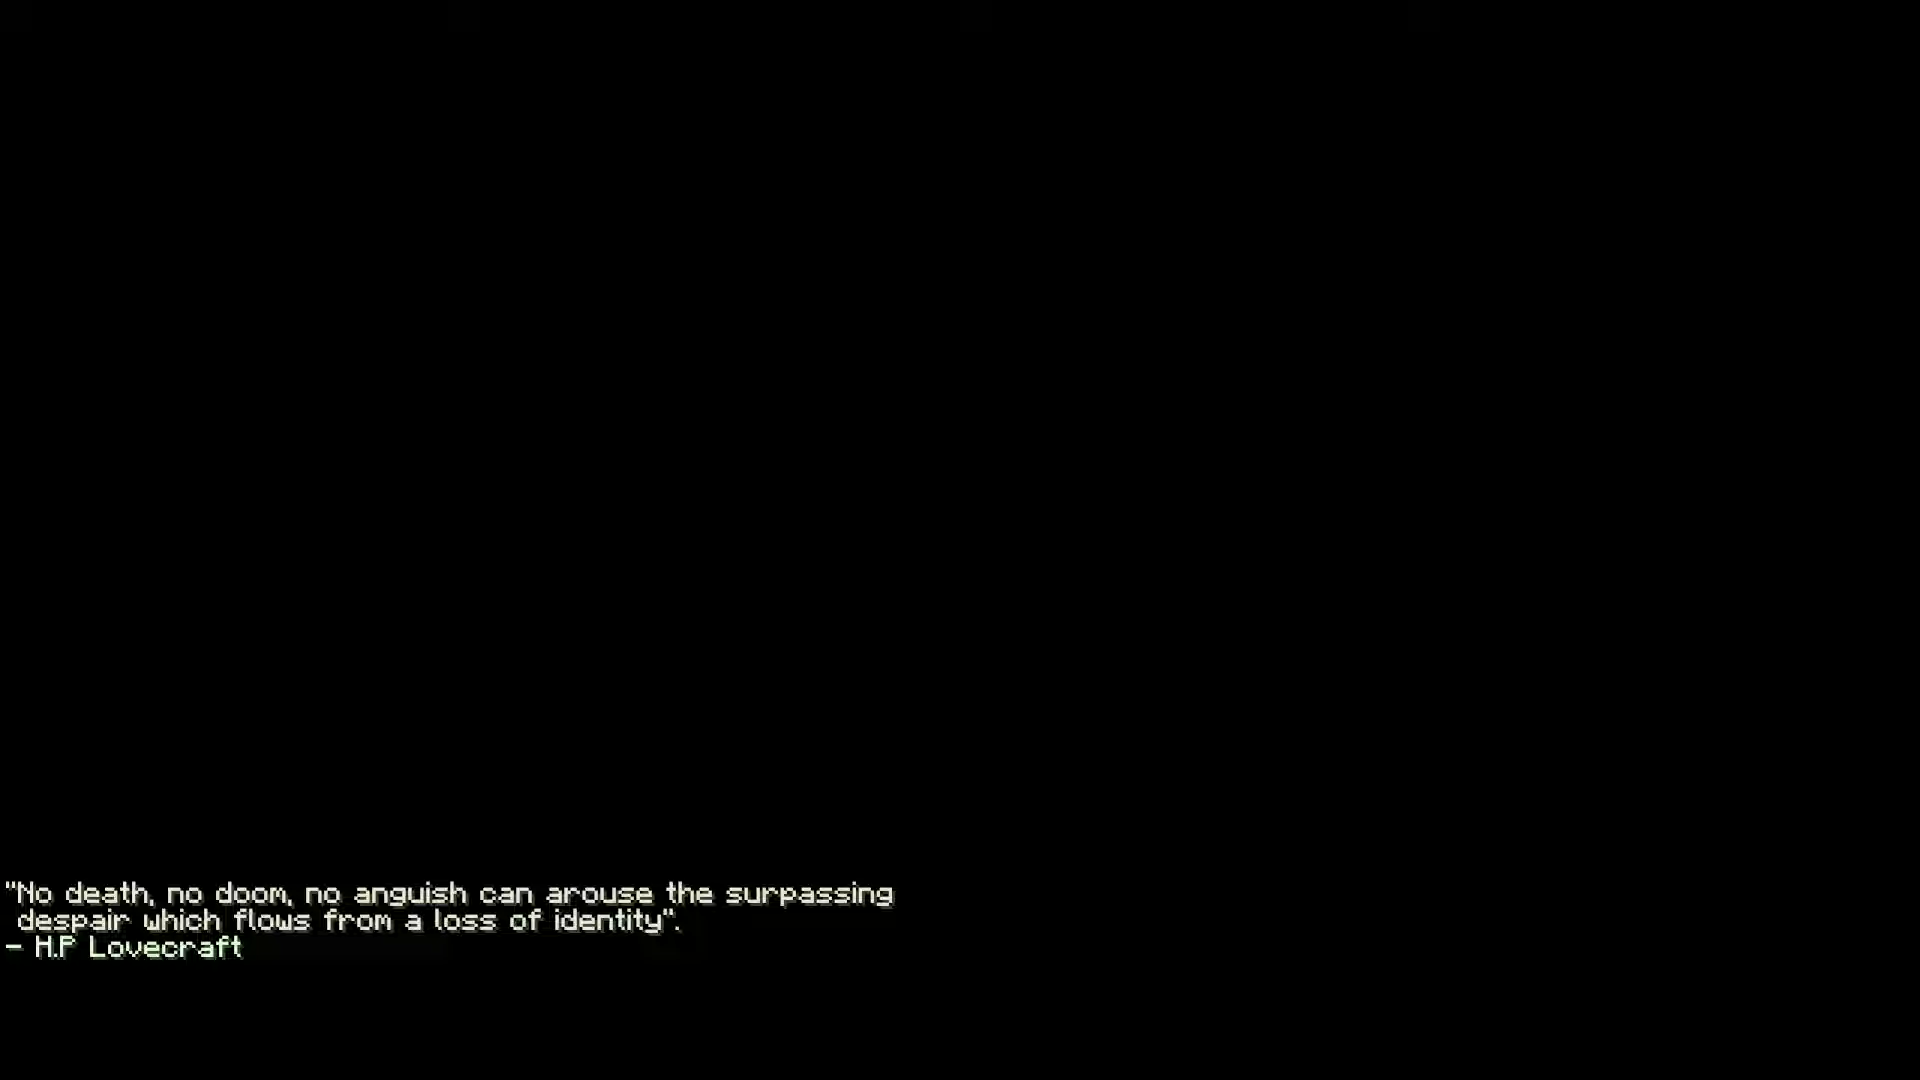 "No death, no doom, no anguish can arouse the surpassing
despair which flows from a loss of identity".
- H.P Lovecraft